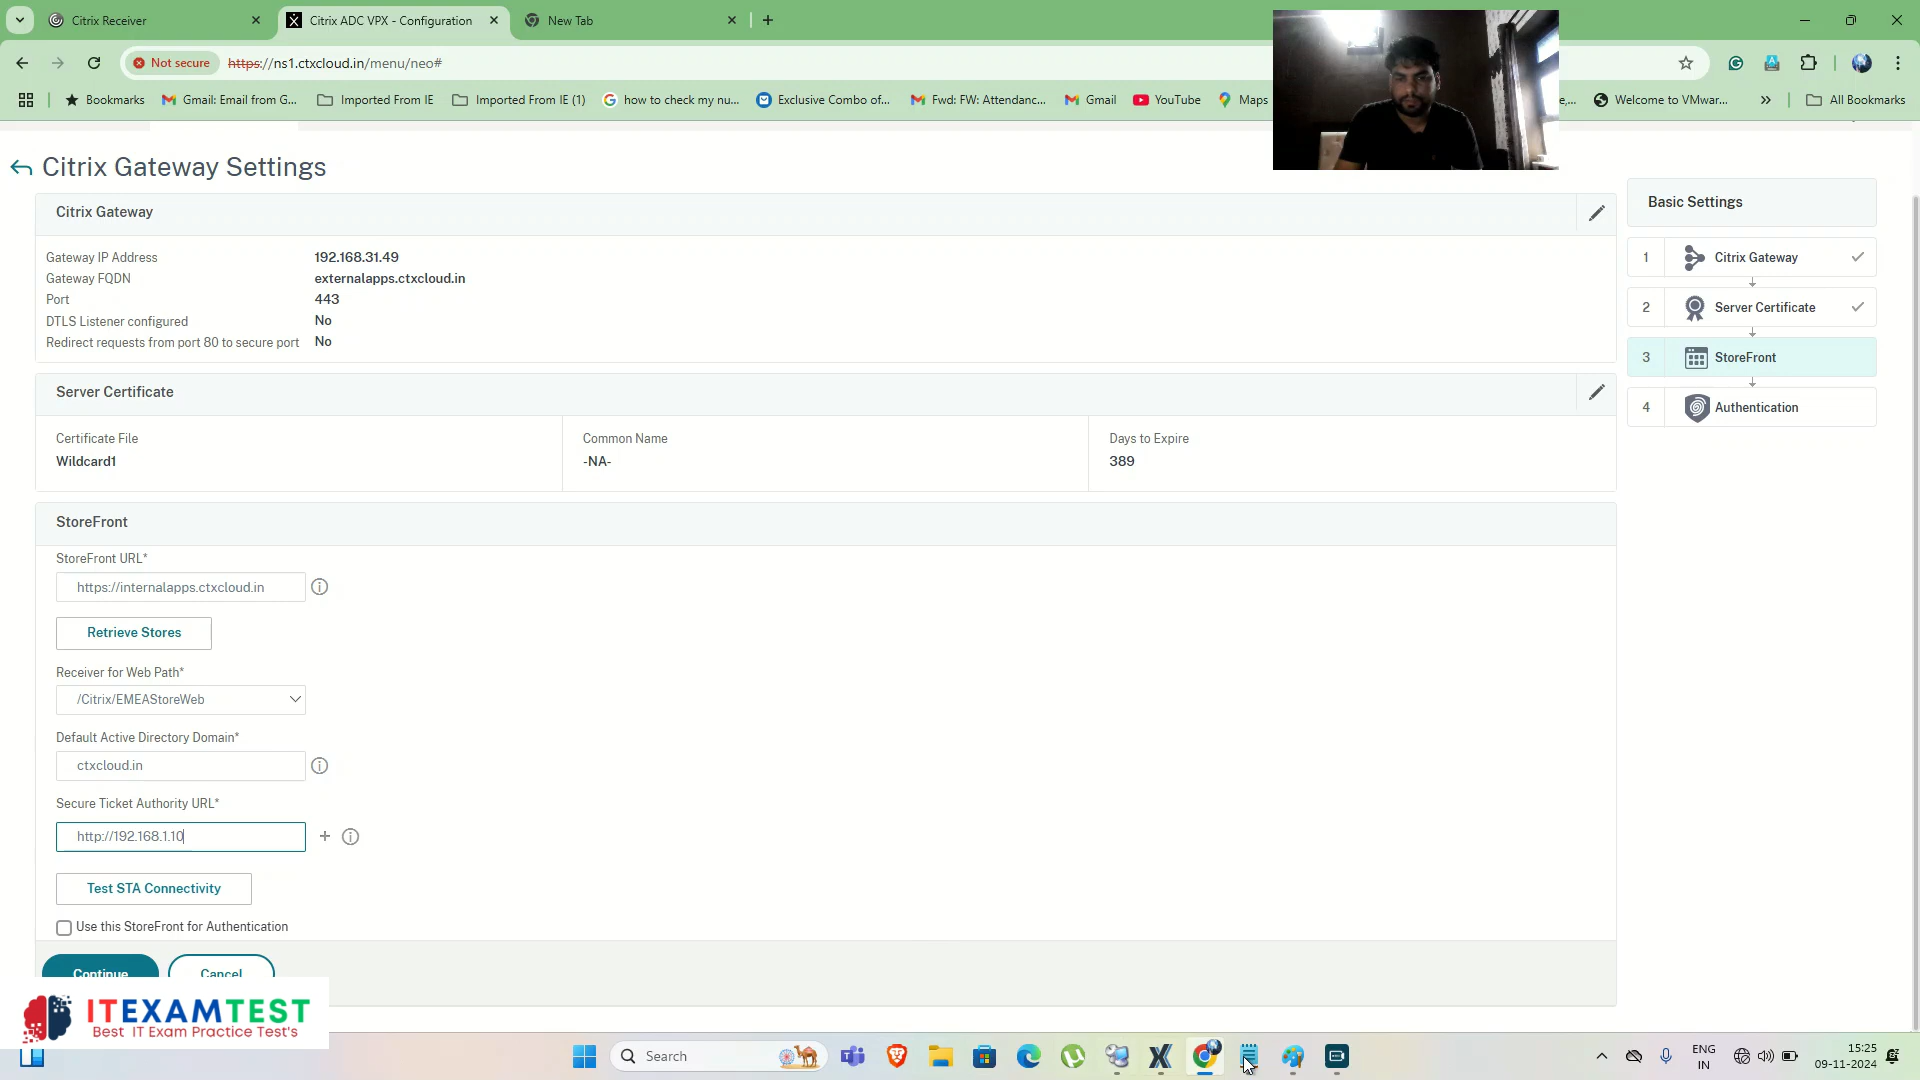 Citrix Receiver
Citrix ADC VPX - Configuration
New Tab
Not secure
https://ns1.ctxcloud.in/menu/neo#
Bookmarks
Gmail: Email from G...
Imported From IE
Imported From IE (1)
how to check my nu...
Exclusive Combo of...
Fwd: FW: Attendanc...
Gmail
YouTube
Maps
e,...
Welcome to VMwar...
All Bookmarks
Citrix Gateway Settings
Citrix Gateway
Gateway IP Address 192.168.31.49
Gateway FQDN externalapps.ctxcloud.in
Port 443
DTLS Listener configured No
Redirect requests from port 80 to secure port No
Server Certificate
Certificate File
Wildcard1
Common Name
-NA-
Days to Expire
389
StoreFront
StoreFront URL*
https://internalapps.ctxcloud.in
Retrieve Stores
Receiver for Web Path*
/Citrix/EMEAStoreWeb
Default Active Directory Domain*
ctxcloud.in
Secure Ticket Authority URL*
http://192.168.1.10
Test STA Connectivity
Use this StoreFront for Authentication
Continue
Cancel
Basic Settings
1 Citrix Gateway
2 Server Certificate
3 StoreFront
4 Authentication
ITEXAMTEST
Best IT Exam Practice Test's
Search
ENG
IN
15:25
09-11-2024